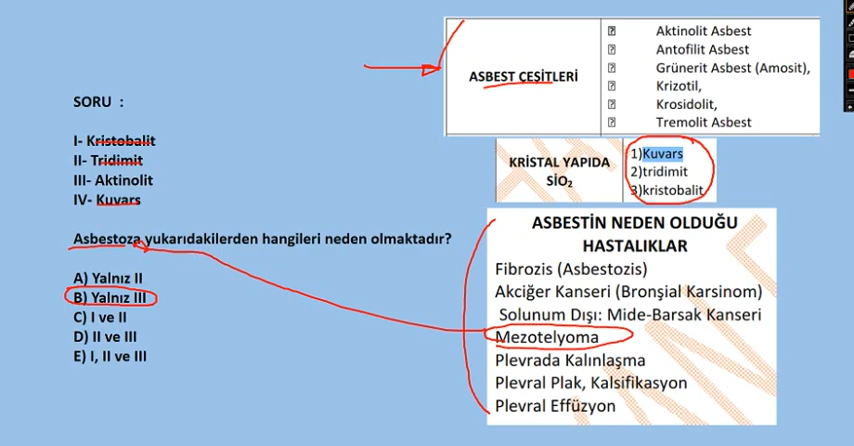 SORU :
I- Kristobalit
II- Tridimit
III- Aktinolit
IV- Kuvars
Asbestoza yukarıdakilerden hangileri neden olmaktadır?
A) Yalnız II
B) Yalnız III
C) I ve II
D) II ve III
E) I, II ve III
ASBEST ÇEŞİTLERİ
Aktinolit Asbest
Antofilit Asbest
Grünerit Asbest (Amosit),
Krizotil,
Krosidolit,
Tremolit Asbest
KRİSTAL YAPIDA
SİO₂
1)Kuvars
2)tridimit
3)kristobalit
ASBESTİN NEDEN OLDUĞU
HASTALIKLAR
Fibrozis (Asbestozis)
Akciğer Kanseri (Bronşial Karsinom)
Solunum Dışı: Mide-Barsak Kanseri
Mezotelyoma
Plevrada Kalınlaşma
Plevral Plak, Kalsifikasyon
Plevral Effüzyon